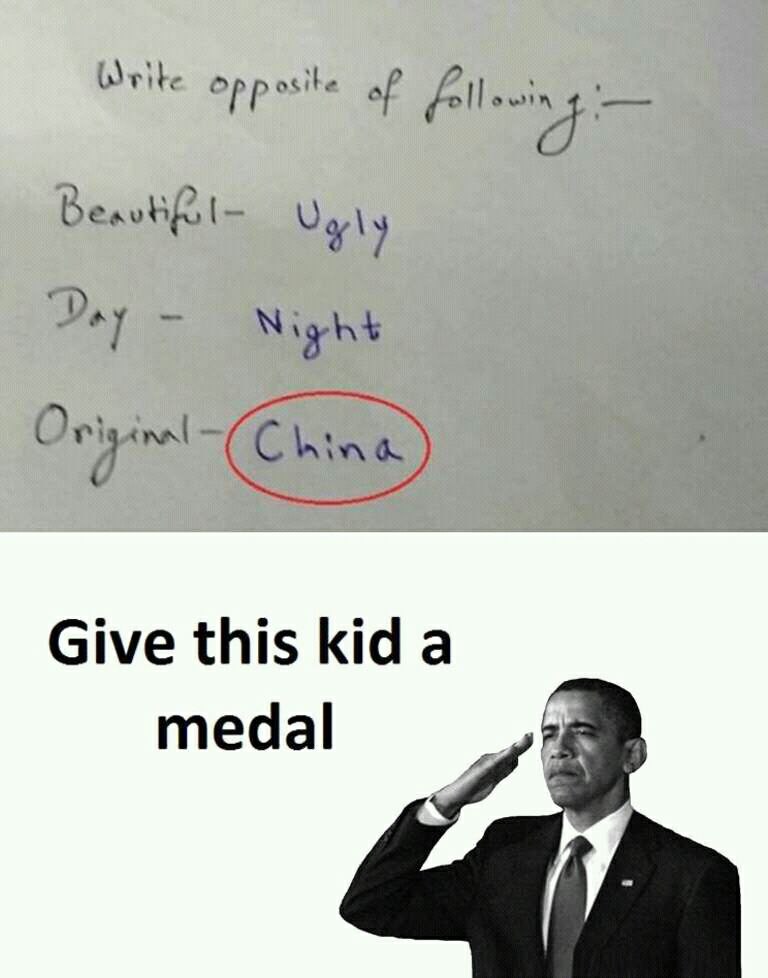 Write opposite of following:—
Beautiful- Ugly
Day - Night
Original- China
Give this kid a
medal